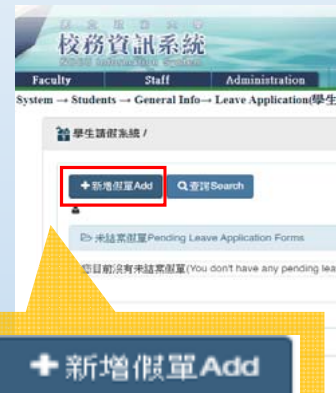 校務資訊系統
Faculty Staff Administration
System → Students → General Info→ Leave Application(學生
學生請假系統 /
+新增假單Add 查詢Search
未結案假單Pending Leave Application Forms
您目前沒有未結案假單(You don't have any pending lea
+新增假單Add